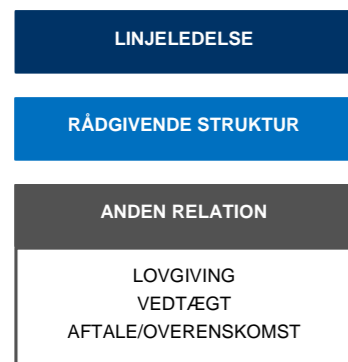 LINJELEDELSE
RÅDGIVENDE STRUKTUR
ANDEN RELATION
LOVGIVING
VEDTÆGT
AFTALE/OVERENSKOMST